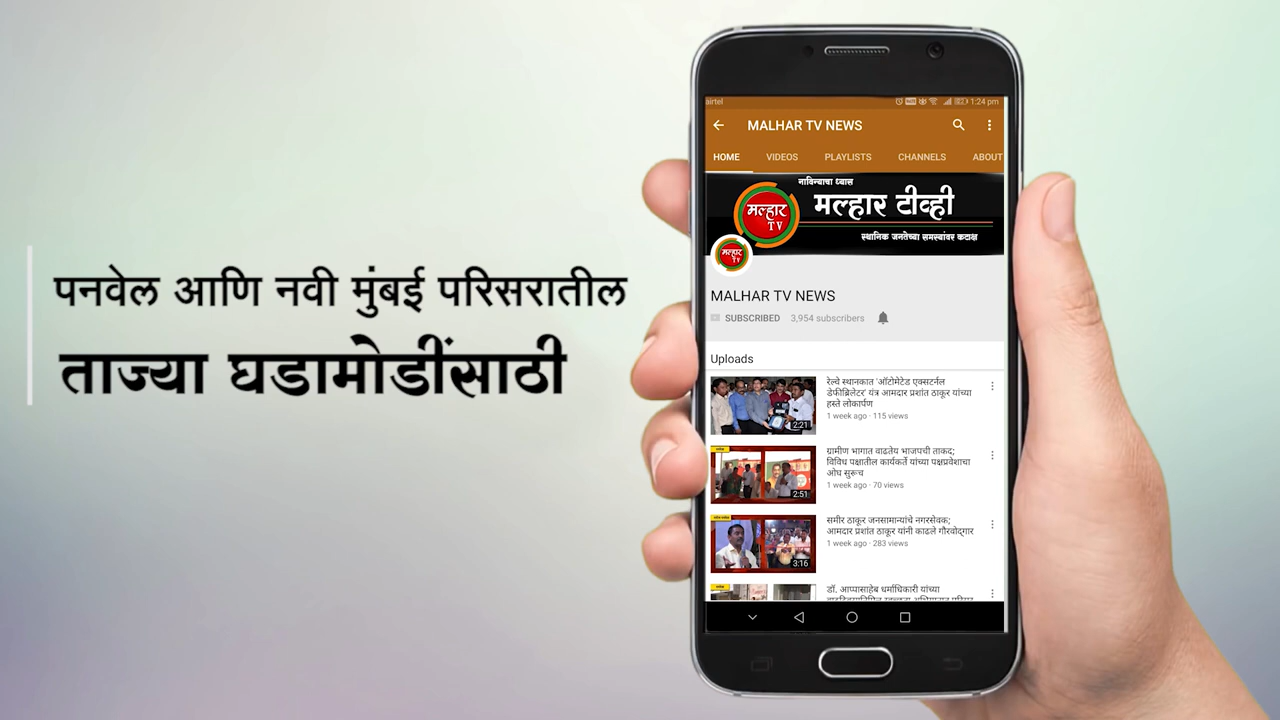 पनवेल आणि नवी मुंबई परिसरातील
ताज्या घडामोडींसाठी
airtel
1:24 pm
MALHAR TV NEWS
HOME VIDEOS PLAYLISTS CHANNELS ABOUT
नाविन्याचा ध्यास
मल्हार टीव्ही
मल्हार
TV
स्थानिक जनतेच्या समस्यांवर कटाक्ष
मल्हार
TV
MALHAR TV NEWS
SUBSCRIBED 3,954 subscribers
Uploads
रेल्वे स्थानकात 'ऑटोमेटेड एक्सटर्नल
डेफीब्रिलेटर' यंत्र आमदार प्रशांत ठाकूर यांच्या
हस्ते लोकार्पण
1 week ago · 115 views
2:21
ग्रामीण भागात वाढतेय भाजपची ताकद;
विविध पक्षातील कार्यकर्ते यांच्या पक्षप्रवेशाचा
ओघ सुरूच
1 week ago · 70 views
2:51
समीर ठाकूर जनसामान्यांचे नगरसेवक;
आमदार प्रशांत ठाकूर यांनी काढले गौरवोद्गार
1 week ago · 283 views
3:16
डॉ. आप्पासाहेब धर्माधिकारी यांच्या